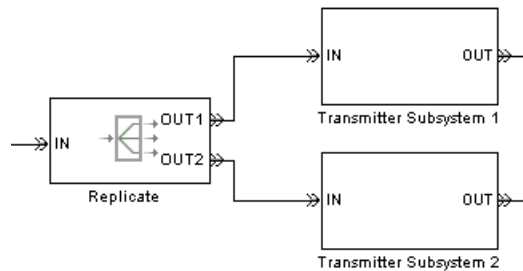 IN OUT
Transmitter Subsystem 1
OUT1
IN
OUT2
Replicate
IN OUT
Transmitter Subsystem 2